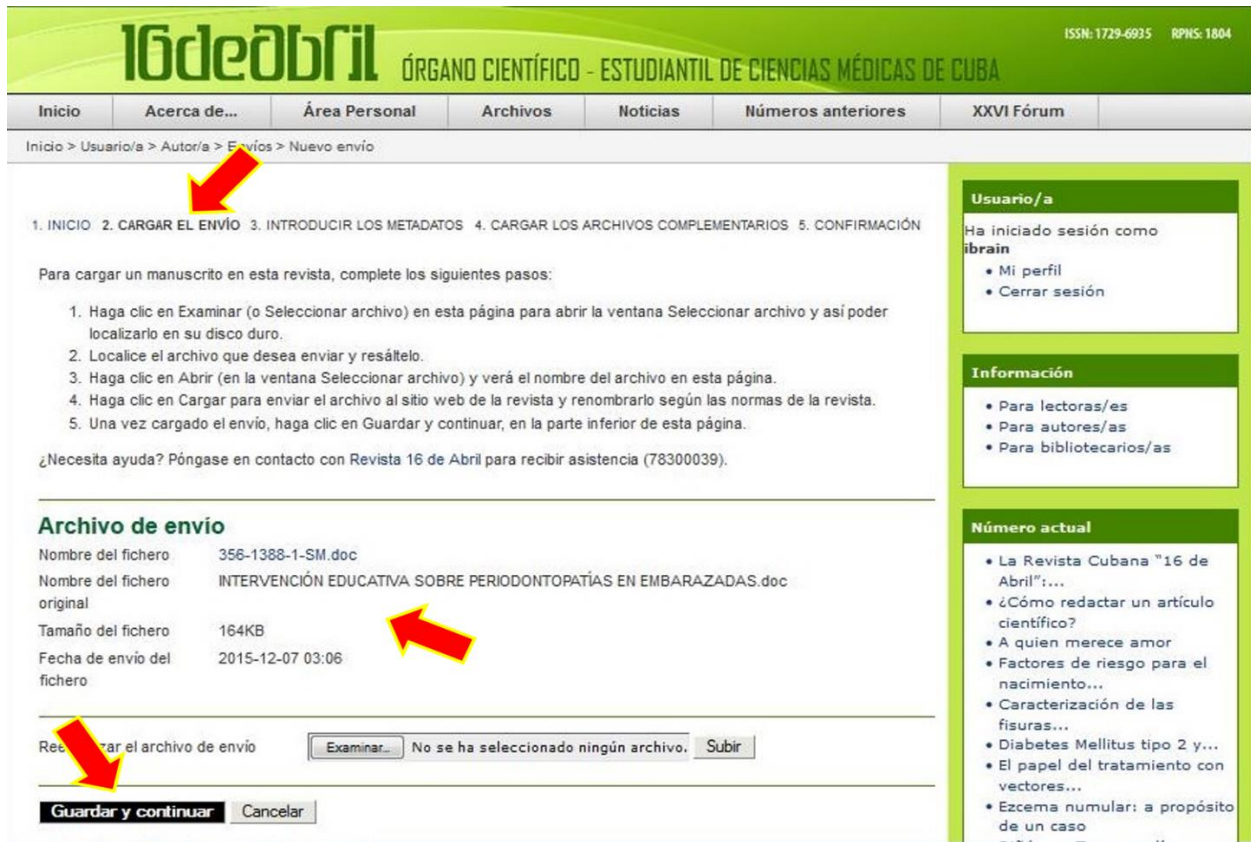 16deabril
ÓRGANO CIENTÍFICO - ESTUDIANTIL DE CIENCIAS MÉDICAS DE CUBA
ISSN: 1729-6935 RPNS: 1804
Inicio Acerca de... Área Personal Archivos Noticias Números anteriores XXVI Fórum
Inicio > Usuario/a > Autor/a > Envíos > Nuevo envío
1. INICIO 2. CARGAR EL ENVÍO 3. INTRODUCIR LOS METADATOS 4. CARGAR LOS ARCHIVOS COMPLEMENTARIOS 5. CONFIRMACIÓN
Para cargar un manuscrito en esta revista, complete los siguientes pasos:
1. Haga clic en Examinar (o Seleccionar archivo) en esta página para abrir la ventana Seleccionar archivo y así poder
localizarlo en su disco duro.
2. Localice el archivo que desea enviar y resáltelo.
3. Haga clic en Abrir (en la ventana Seleccionar archivo) y verá el nombre del archivo en esta página.
4. Haga clic en Cargar para enviar el archivo al sitio web de la revista y renombrarlo según las normas de la revista.
5. Una vez cargado el envío, haga clic en Guardar y continuar, en la parte inferior de esta página.
¿Necesita ayuda? Póngase en contacto con Revista 16 de Abril para recibir asistencia (78300039).
Archivo de envío
Nombre del fichero 356-1388-1-SM.doc
Nombre del fichero INTERVENCIÓN EDUCATIVA SOBRE PERIODONTOPATÍAS EN EMBARAZADAS.doc
original
Tamaño del fichero 164KB
Fecha de envío del 2015-12-07 03:06
fichero
el archivo de envío Examinar... No se ha seleccionado ningún archivo. Subir
Guardar y continuar Cancelar
Usuario/a
Ha iniciado sesión como
ibrain
• Mi perfil
• Cerrar sesión
Información
• Para lectoras/es
• Para autores/as
• Para bibliotecarios/as
Número actual
• La Revista Cubana "16 de
Abril":...
• ¿Cómo redactar un artículo
científico?
• A quien merece amor
• Factores de riesgo para el
nacimiento...
• Caracterización de las
fisuras...
• Diabetes Mellitus tipo 2 y...
• El papel del tratamiento con
vectores...
• Ezcema numular: a propósito
de un caso